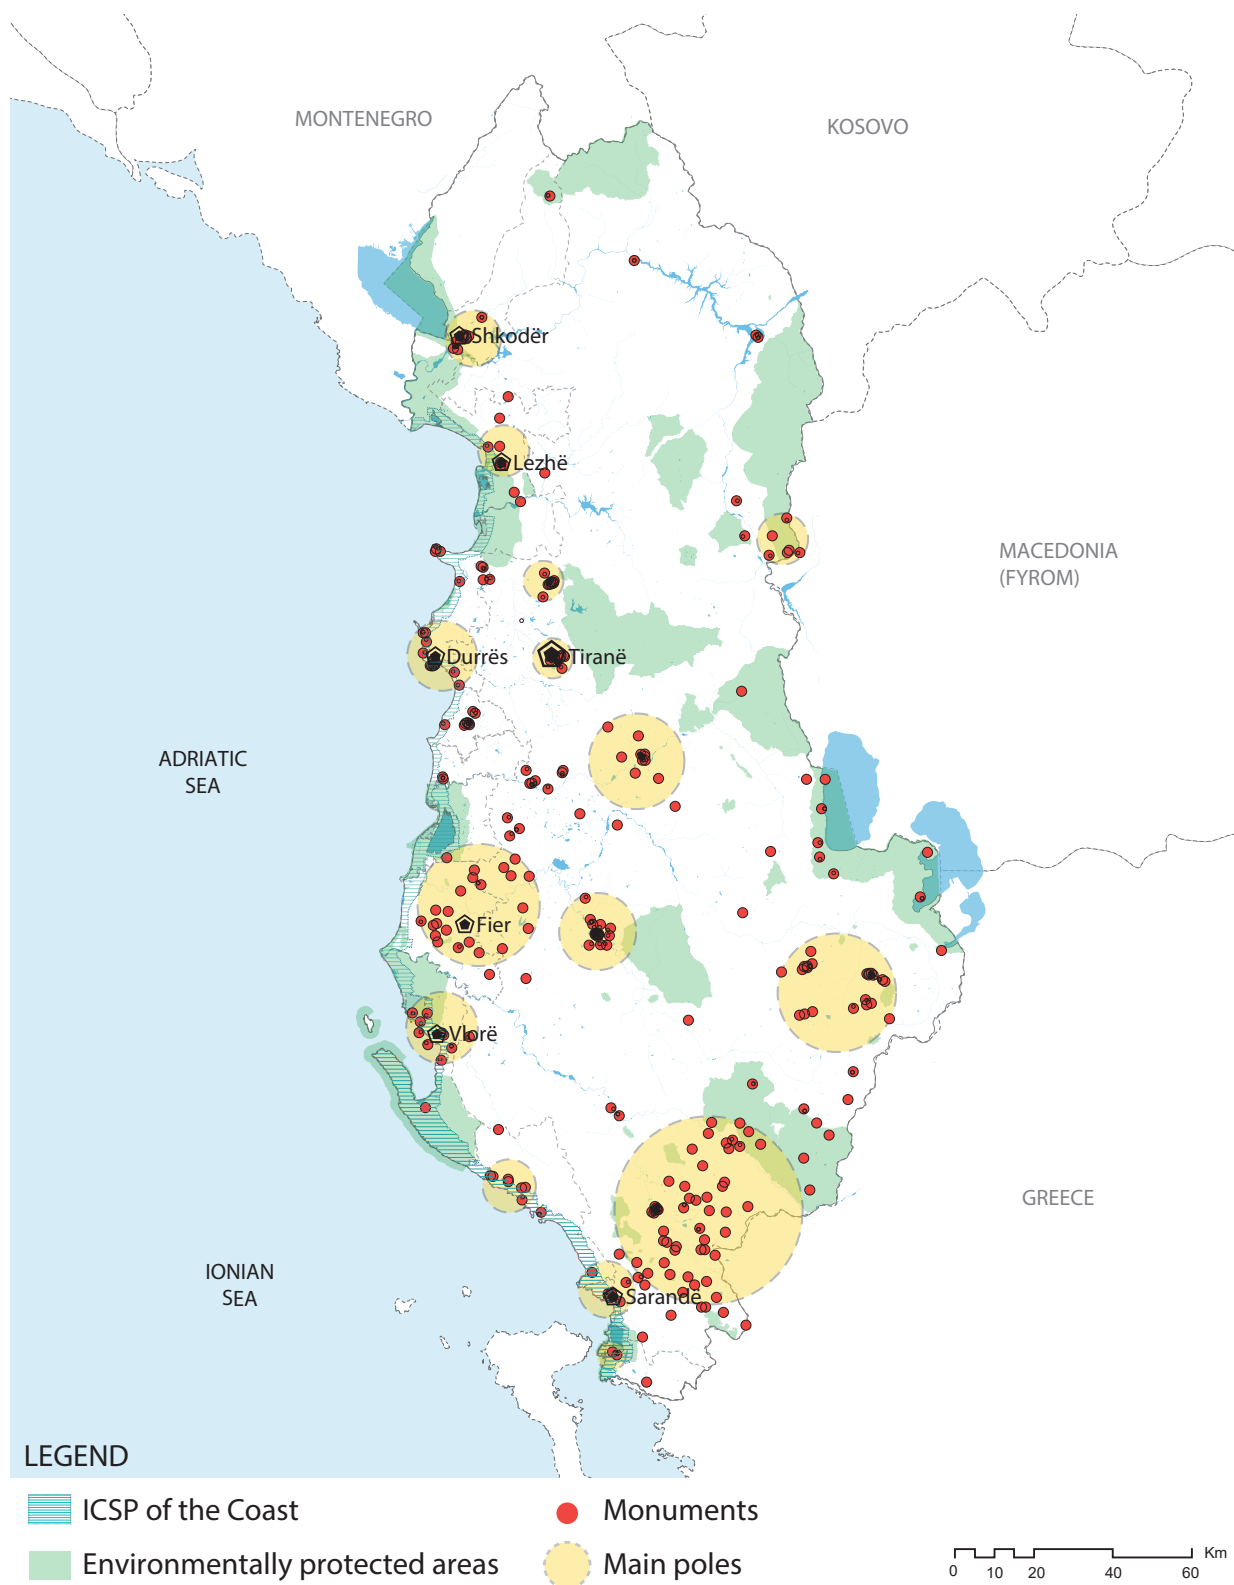 MONTENEGRO
KOSOVO
Shkodër
Lezhë
MACEDONIA
(FYROM)
Durrës
Tiranë
ADRIATIC
SEA
Fier
Vlorë
GREECE
IONIAN
SEA
Sarandë
LEGEND
ICSP of the Coast
Monuments
Environmentally protected areas
Main poles
Km
0
10
20
40
60